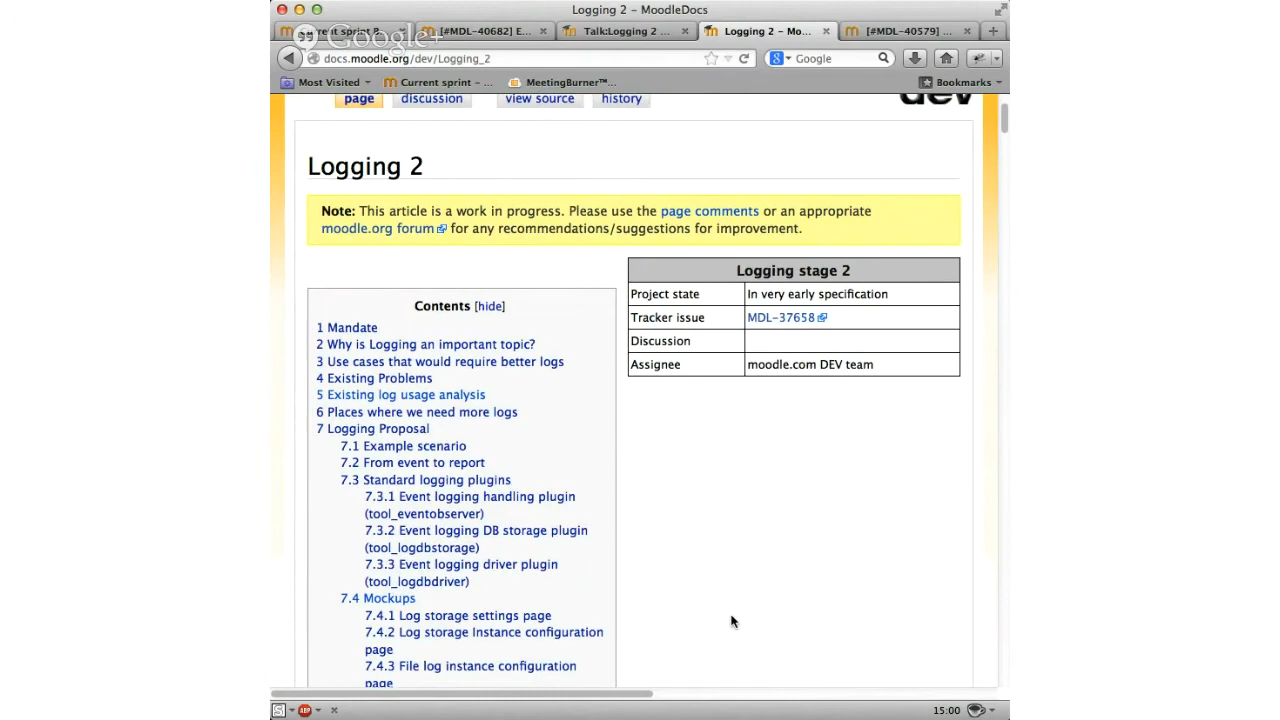 Logging 2 – MoodleDocs
[#MDL-40682] E... × Talk:Logging 2 ... × Logging 2 – Mo... × [#MDL-40579] ... × +
Google+
docs.moodle.org/dev/Logging_2
Google
Most Visited Current sprint – ... MeetingBurner™... Bookmarks
page discussion view source history
dev
Logging 2
Note: This article is a work in progress. Please use the page comments or an appropriate
moodle.org forum for any recommendations/suggestions for improvement.
Logging stage 2
Project state In very early specification
Tracker issue MDL-37658
Discussion
Assignee moodle.com DEV team
Contents [hide]
1 Mandate
2 Why is Logging an important topic?
3 Use cases that would require better logs
4 Existing Problems
5 Existing log usage analysis
6 Places where we need more logs
7 Logging Proposal
7.1 Example scenario
7.2 From event to report
7.3 Standard logging plugins
7.3.1 Event logging handling plugin
(tool_eventobserver)
7.3.2 Event logging DB storage plugin
(tool_logdbstorage)
7.3.3 Event logging driver plugin
(tool_logdbdriver)
7.4 Mockups
7.4.1 Log storage settings page
7.4.2 Log storage Instance configuration
page
7.4.3 File log instance configuration
page
ABP
15:00